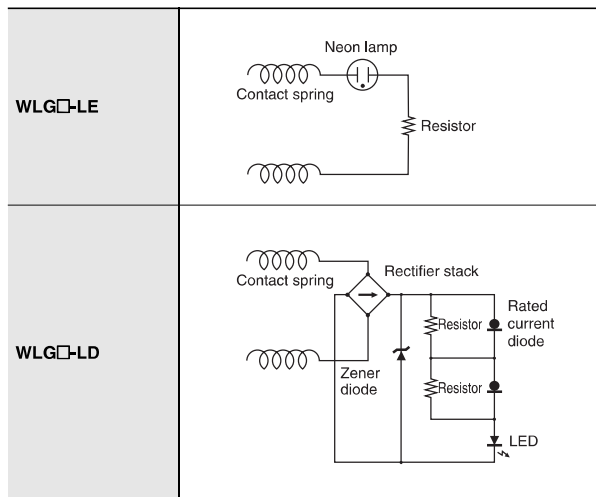 WLG□-LE
Neon lamp
Contact spring
Resistor
WLG□-LD
Contact spring
Rectifier stack
Zener
diode
Resistor
Resistor
Rated
current
diode
LED